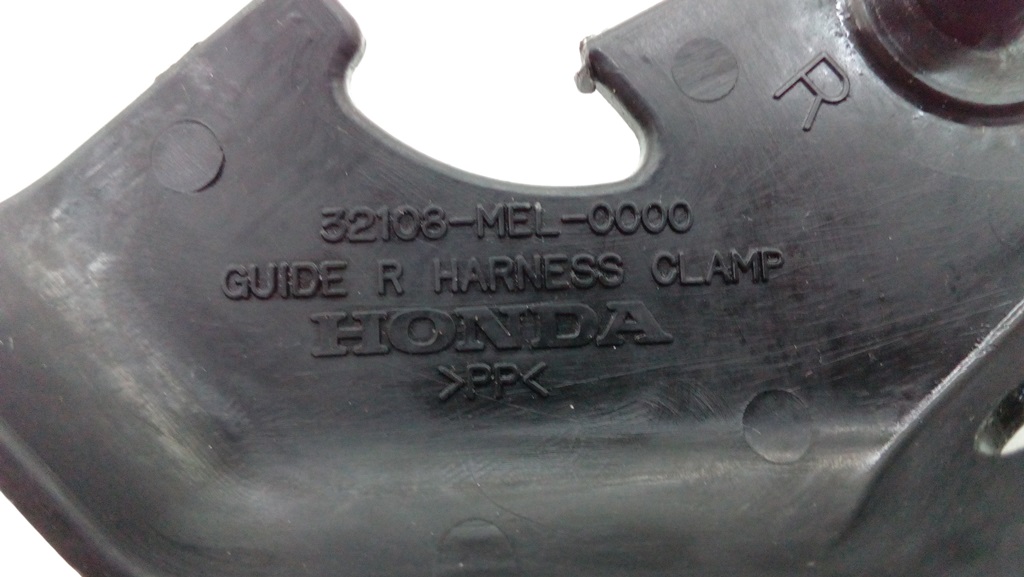 R
32108-MEL-0000
GUIDE R HARNESS CLAMP
HONDA
>PP<